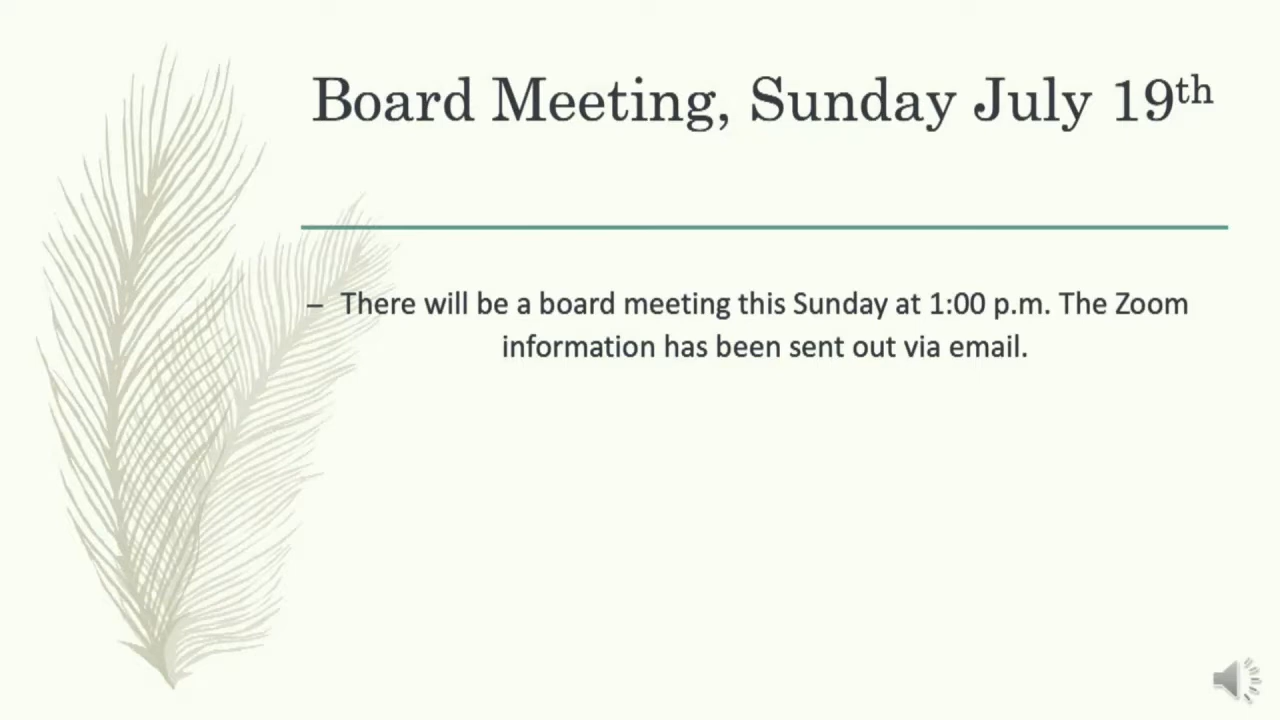 Board Meeting, Sunday July 19th
– There will be a board meeting this Sunday at 1:00 p.m. The Zoom
information has been sent out via email.